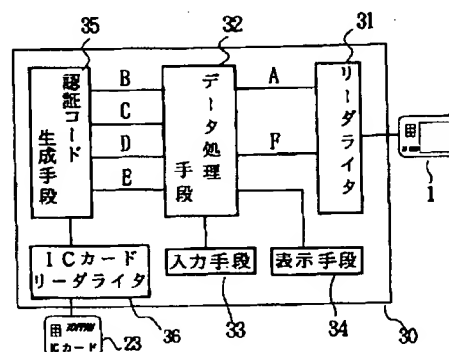 35
32
31
認証コード
生成手段
B
C
D
E
データ処理
手段
A
F
リーダライタ
1
ICカード
リーダライタ
入力手段
表示手段
36
33
34
30
23
ICカード